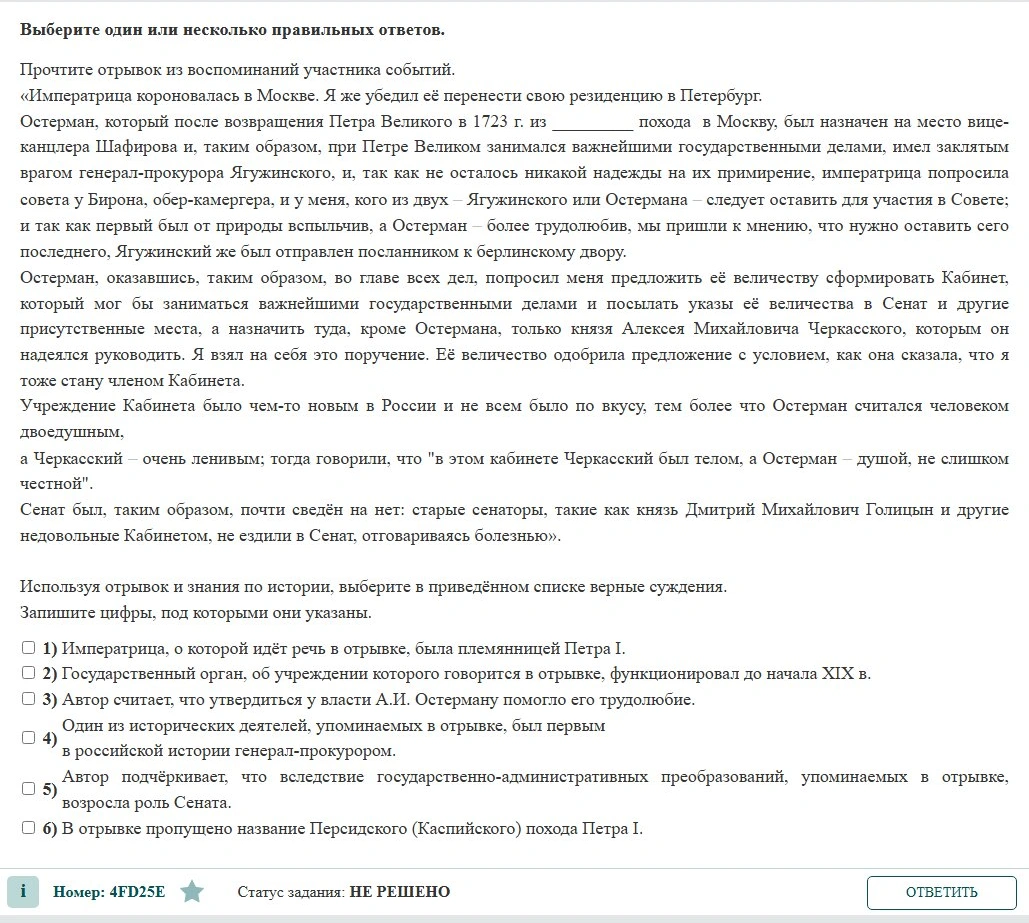 Выберите один или несколько правильных ответов.
Прочтите отрывок из воспоминаний участника событий.
«Императрица короновалась в Москве. Я же убедил её перенести свою резиденцию в Петербург.
Остерман, который после возвращения Петра Великого в 1723 г. из _________ похода в Москву, был назначен на место вице-
канцлера Шафирова и, таким образом, при Петре Великом занимался важнейшими государственными делами, имел заклятым
врагом генерал-прокурора Ягужинского, и, так как не осталось никакой надежды на их примирение, императрица попросила
совета у Бирона, обер-камергера, и у меня, кого из двух – Ягужинского или Остермана – следует оставить для участия в Совете;
и так как первый был от природы вспыльчив, а Остерман – более трудолюбив, мы пришли к мнению, что нужно оставить сего
последнего, Ягужинский же был отправлен посланником к берлинскому двору.
Остерман, оказавшись, таким образом, во главе всех дел, попросил меня предложить её величеству сформировать Кабинет,
который мог бы заниматься важнейшими государственными делами и посылать указы её величества в Сенат и другие
присутственные места, а назначить туда, кроме Остермана, только князя Алексея Михайловича Черкасского, которым он
надеялся руководить. Я взял на себя это поручение. Её величество одобрила предложение с условием, как она сказала, что я
тоже стану членом Кабинета.
Учреждение Кабинета было чем-то новым в России и не всем было по вкусу, тем более что Остерман считался человеком
двоедушным,
а Черкасский – очень ленивым; тогда говорили, что "в этом кабинете Черкасский был телом, а Остерман – душой, не слишком
честной".
Сенат был, таким образом, почти сведён на нет: старые сенаторы, такие как князь Дмитрий Михайлович Голицын и другие
недовольные Кабинетом, не ездили в Сенат, отговариваясь болезнью».
Используя отрывок и знания по истории, выберите в приведённом списке верные суждения.
Запишите цифры, под которыми они указаны.
1) Императрица, о которой идёт речь в отрывке, была племянницей Петра I.
2) Государственный орган, об учреждении которого говорится в отрывке, функционировал до начала XIX в.
3) Автор считает, что утвердиться у власти А.И. Остерману помогло его трудолюбие.
4) Один из исторических деятелей, упоминаемых в отрывке, был первым
в российской истории генерал-прокурором.
5) Автор подчёркивает, что вследствие государственно-административных преобразований, упоминаемых в отрывке,
возросла роль Сената.
6) В отрывке пропущено название Персидского (Каспийского) похода Петра I.
i Номер: 4FD25E Статус задания: НЕ РЕШЕНО ОТВЕТИТЬ